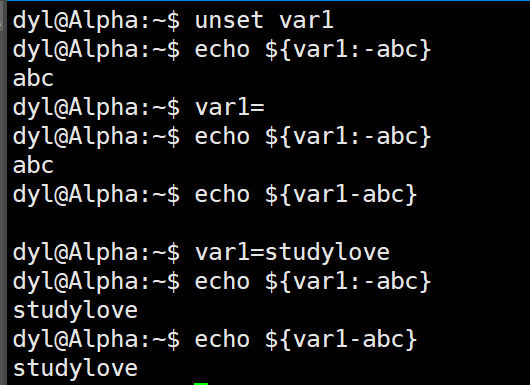 dyl@Alpha:~$ unset var1
dyl@Alpha:~$ echo ${var1:-abc}
abc
dyl@Alpha:~$ var1=
dyl@Alpha:~$ echo ${var1:-abc}
abc
dyl@Alpha:~$ echo ${var1-abc}

dyl@Alpha:~$ var1=studylove
dyl@Alpha:~$ echo ${var1:-abc}
studylove
dyl@Alpha:~$ echo ${var1-abc}
studylove